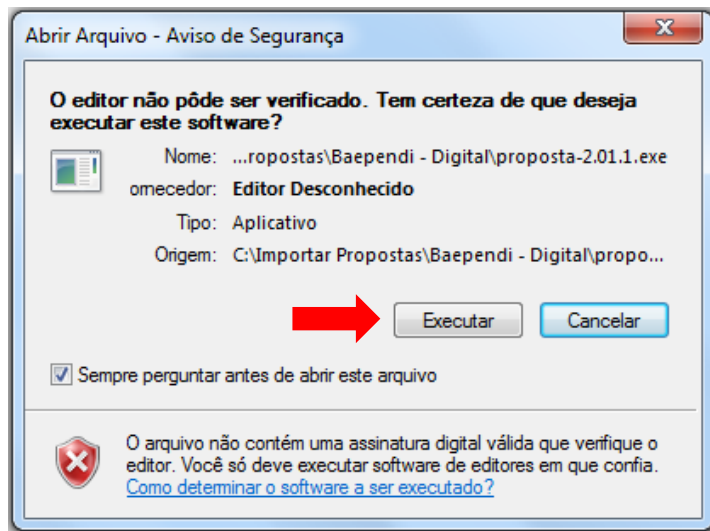 Abrir Arquivo - Aviso de Segurança
O editor não pôde ser verificado. Tem certeza de que deseja
executar este software?
Nome: ...ropostas\Baependi - Digital\proposta-2.01.1.exe
ornecedor: Editor Desconhecido
Tipo: Aplicativo
Origem: C:\Importar Propostas\Baependi - Digital\propo...
Executar Cancelar
Sempre perguntar antes de abrir este arquivo
O arquivo não contém uma assinatura digital válida que verifique o
editor. Você só deve executar software de editores em que confia.
Como determinar o software a ser executado?